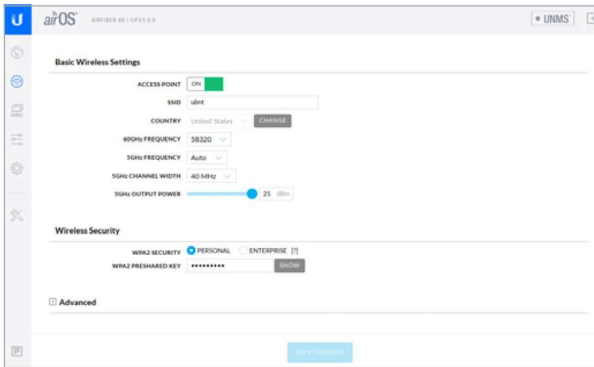 airOS® AIRFIBER 60 | GP.V1.0.0
UNMS
Basic Wireless Settings
ACCESS POINT ON
SSID ubnt
COUNTRY United States CHANGE
60GHz FREQUENCY 58320
5GHz FREQUENCY Auto
5GHz CHANNEL WIDTH 40 MHz
5GHz OUTPUT POWER 25 dBm
Wireless Security
WPA2 SECURITY PERSONAL ENTERPRISE [?]
WPA2 PRESHARED KEY ••••••••• SHOW
Advanced
SAVE CHANGES